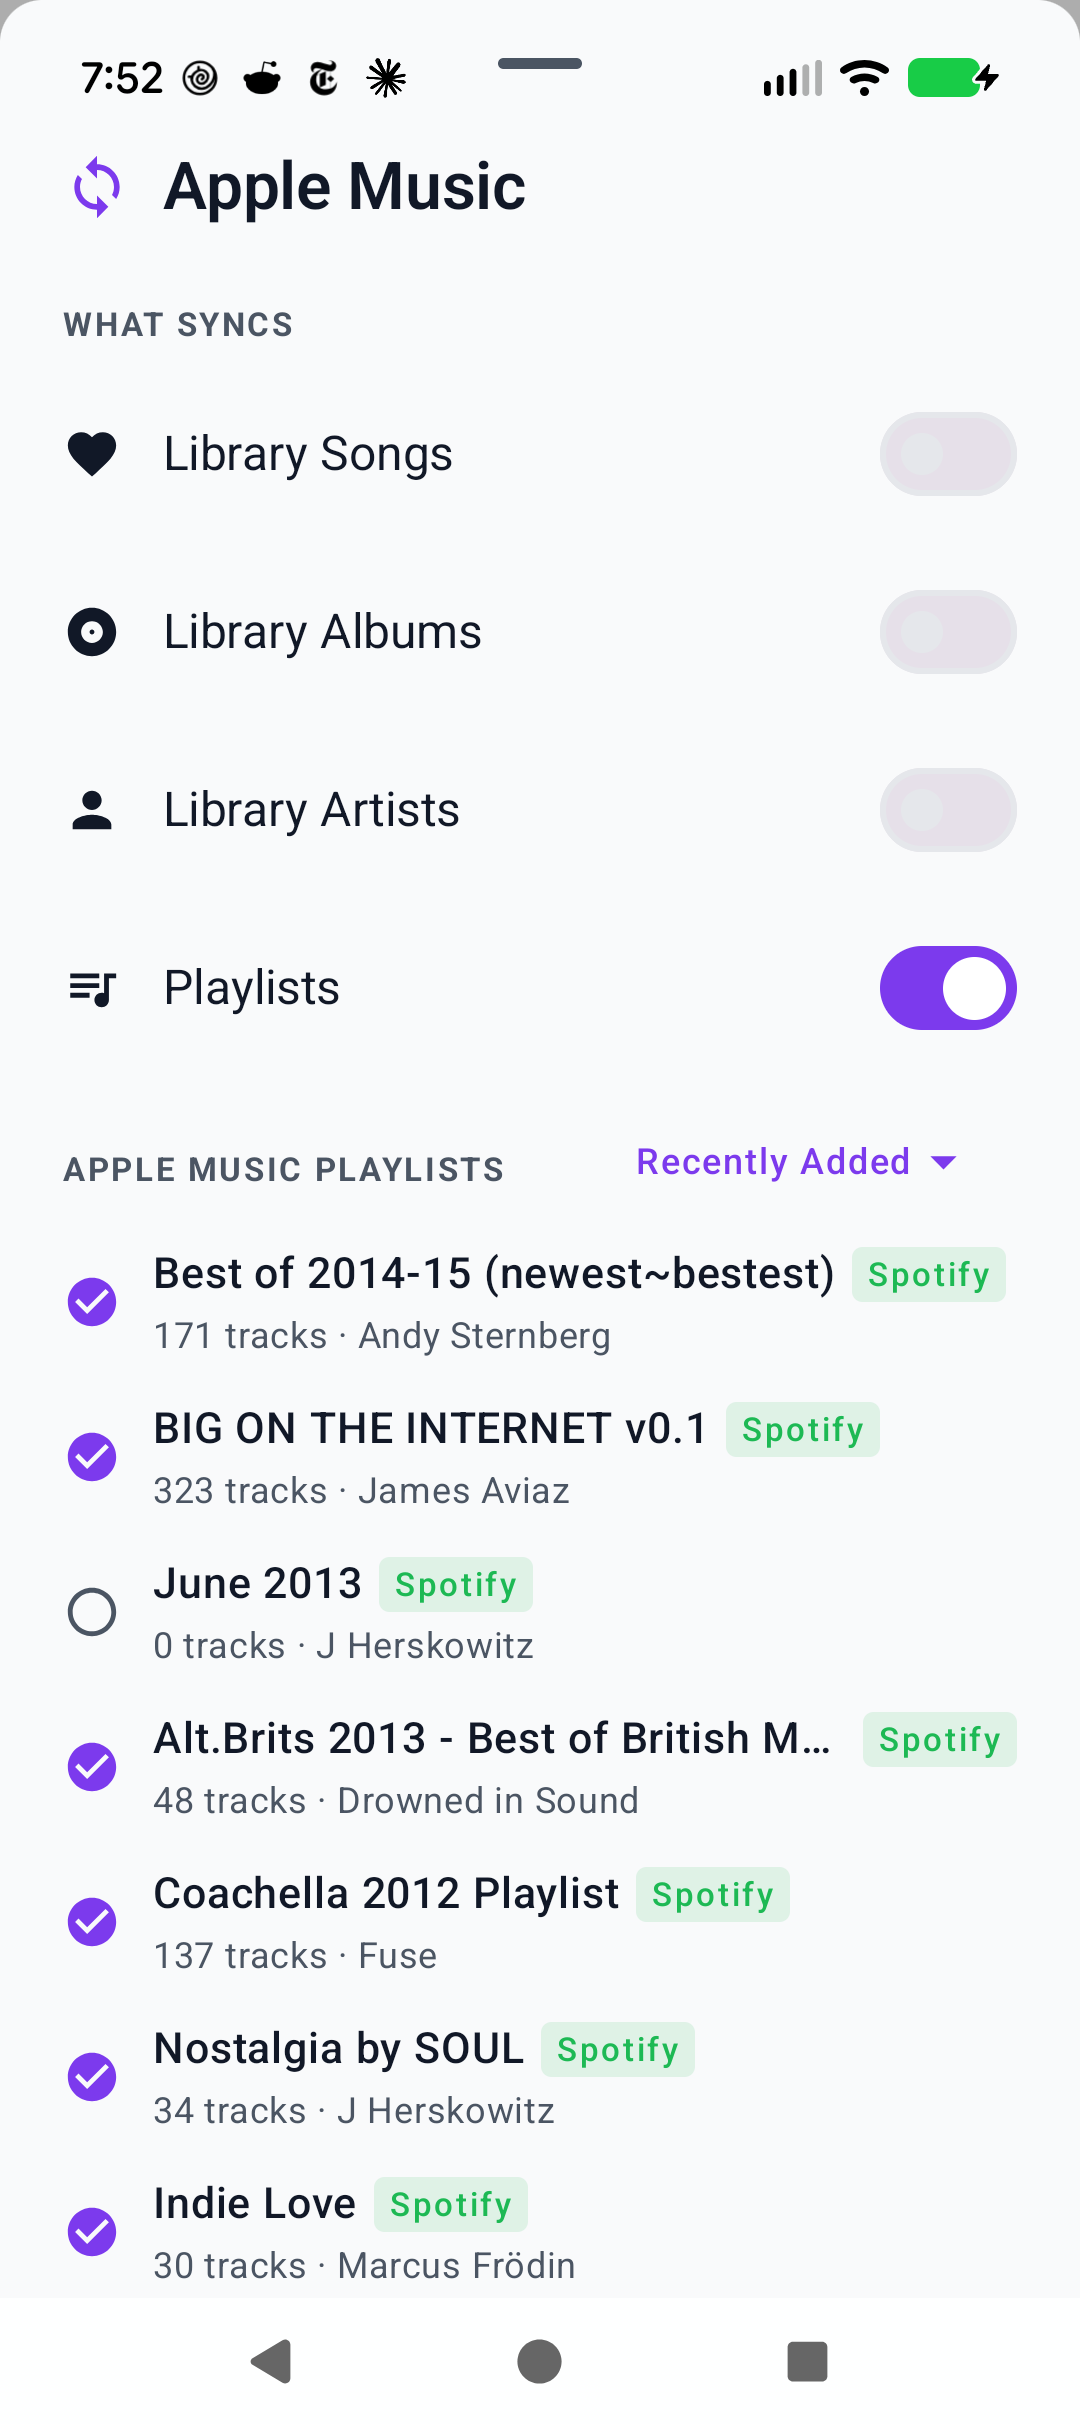 7:52
Apple Music
WHAT SYNCS
Library Songs
Library Albums
Library Artists
Playlists
APPLE MUSIC PLAYLISTS
Recently Added
Best of 2014-15 (newest~bestest) Spotify
171 tracks · Andy Sternberg
BIG ON THE INTERNET v0.1 Spotify
323 tracks · James Aviaz
June 2013 Spotify
0 tracks · J Herskowitz
Alt.Brits 2013 - Best of British M... Spotify
48 tracks · Drowned in Sound
Coachella 2012 Playlist Spotify
137 tracks · Fuse
Nostalgia by SOUL Spotify
34 tracks · J Herskowitz
Indie Love Spotify
30 tracks · Marcus Frödin